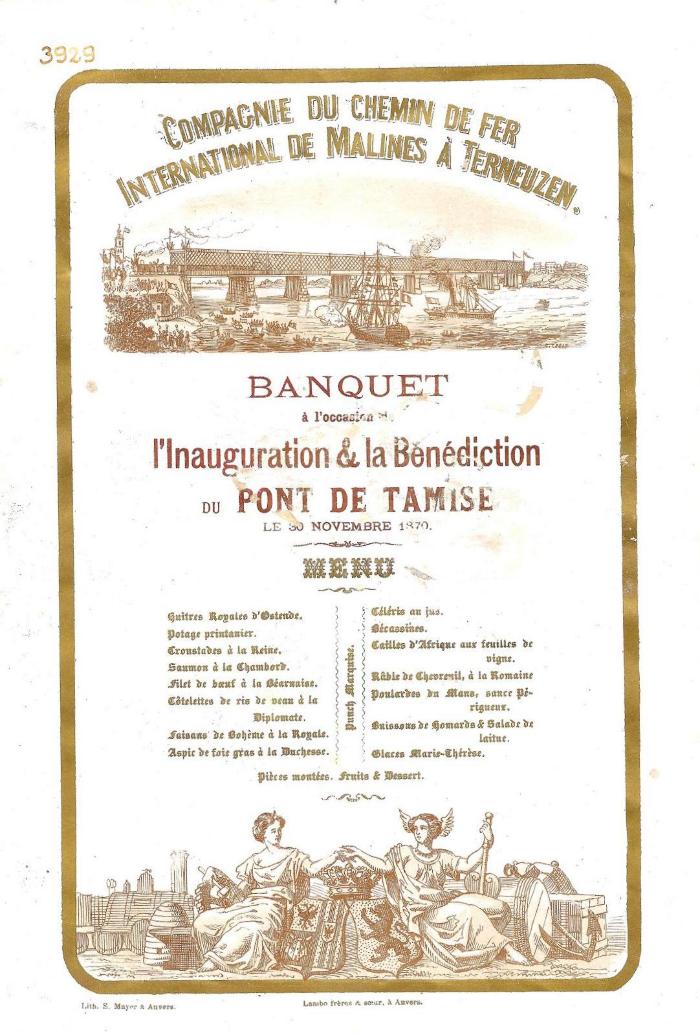 3929
COMPAGNIE DU CHEMIN DE FER
INTERNATIONAL DE MALINES À TERNEUZEN.
BANQUET
à l'occasion de
l'Inauguration & la Bénédiction
DU PONT DE TAMISE
LE 30 NOVEMBRE 1870.
MENU
Huîtres Royales d'Ostende.
Potage printanier.
Croustades à la Reine.
Saumon à la Chambord.
Filet de bœuf à la Béarnaise.
Côtelettes de ris de veau à la
Diplomate.
Faisans de Bohème à la Royale.
Aspic de foie gras à la Duchesse.
Punch Marquise.
Céléris au jus.
Bécassines.
Cailles d'Afrique aux feuilles de
vigne.
Râble de Chevreuil, à la Romaine
Poulardes du Mans, sauce Pé-
rigueux.
Buissons de Homards & Salade de
laitue.
Glaces Marie-Thérèse.
Pièces montées. Fruits & Dessert.
Lith. E. Mayer à Anvers.
Lambo frères & sœur, à Anvers.